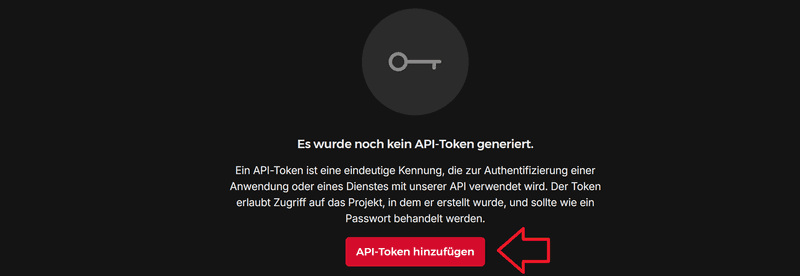 Es wurde noch kein API-Token generiert.
Ein API-Token ist eine eindeutige Kennung, die zur Authentifizierung einer
Anwendung oder eines Dienstes mit unserer API verwendet wird. Der Token
erlaubt Zugriff auf das Projekt, in dem er erstellt wurde, und sollte wie ein
Passwort behandelt werden.
API-Token hinzufügen